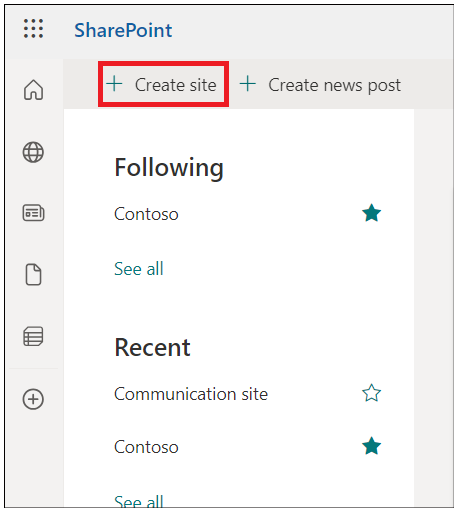 SharePoint
+ Create site + Create news post
Following
Contoso
See all
Recent
Communication site
Contoso
See all